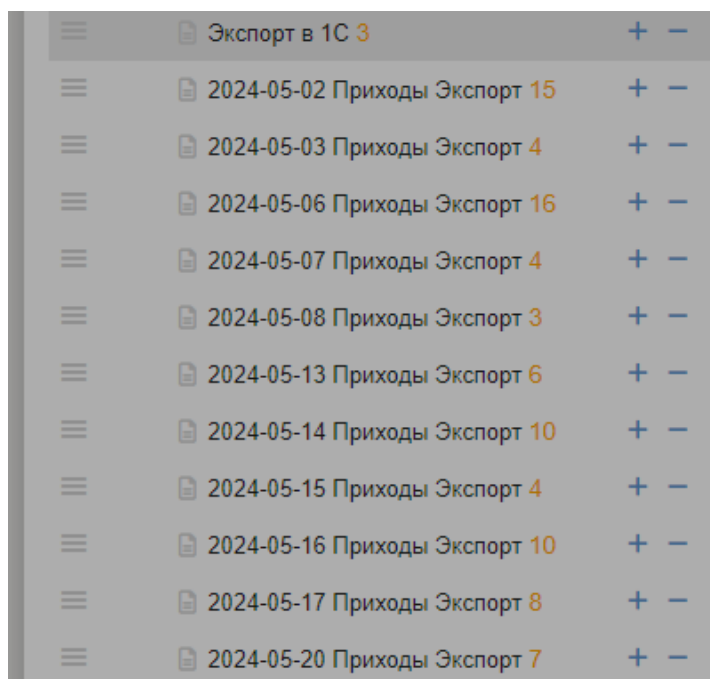 Экспорт в 1С 3
2024-05-02 Приходы Экспорт 15
2024-05-03 Приходы Экспорт 4
2024-05-06 Приходы Экспорт 16
2024-05-07 Приходы Экспорт 4
2024-05-08 Приходы Экспорт 3
2024-05-13 Приходы Экспорт 6
2024-05-14 Приходы Экспорт 10
2024-05-15 Приходы Экспорт 4
2024-05-16 Приходы Экспорт 10
2024-05-17 Приходы Экспорт 8
2024-05-20 Приходы Экспорт 7